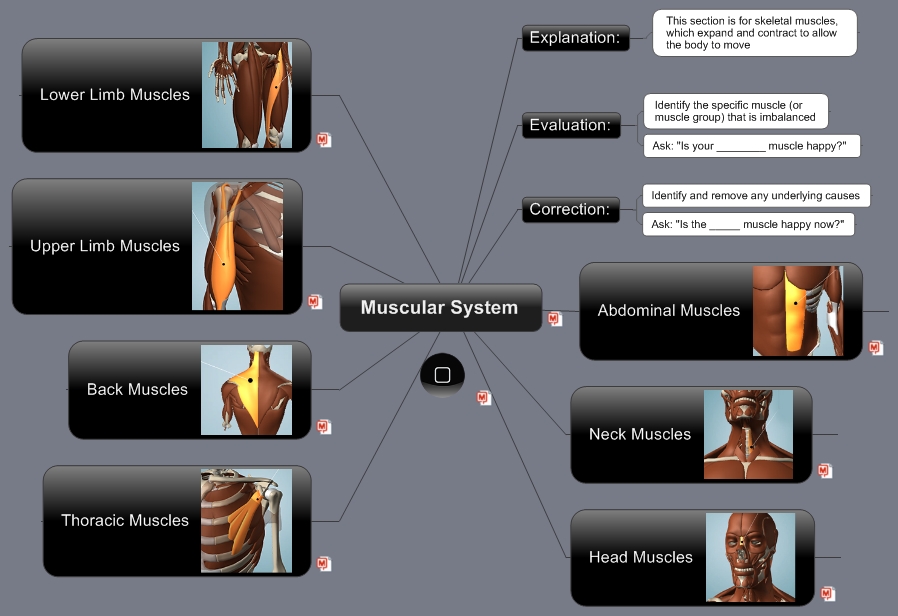 Muscular System
Explanation:
This section is for skeletal muscles,
which expand and contract to allow
the body to move
Evaluation:
Identify the specific muscle (or
muscle group) that is imbalanced
Ask: "Is your ________ muscle happy?"
Correction:
Identify and remove any underlying causes
Ask: "Is the _____ muscle happy now?"
Abdominal Muscles
Neck Muscles
Head Muscles
Lower Limb Muscles
Upper Limb Muscles
Back Muscles
Thoracic Muscles